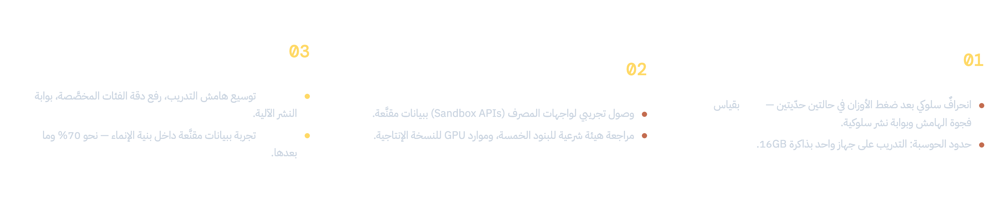 01
انحرافٌ سلوكي بعد ضغط الأوزان في حالتين حدّيتين — بقياس
فجوة الهامش وبوابة نشر سلوكية.
حدود الحوسبة: التدريب على جهاز واحد بذاكرة 16GB.
02
وصول تجريبي لواجهات المصرف (Sandbox APIs) ببيانات مقنَّعة.
مراجعة هيئة شرعية للبنود الخمسة، وموارد GPU للنسخة الإنتاجية.
03
توسيع هامش التدريب، رفع دقة الفئات المخصَّصة، بوابة
النشر الآلية.
تجربة ببيانات مقنَّعة داخل بنية الإنماء — نحو 70% وما
بعدها.